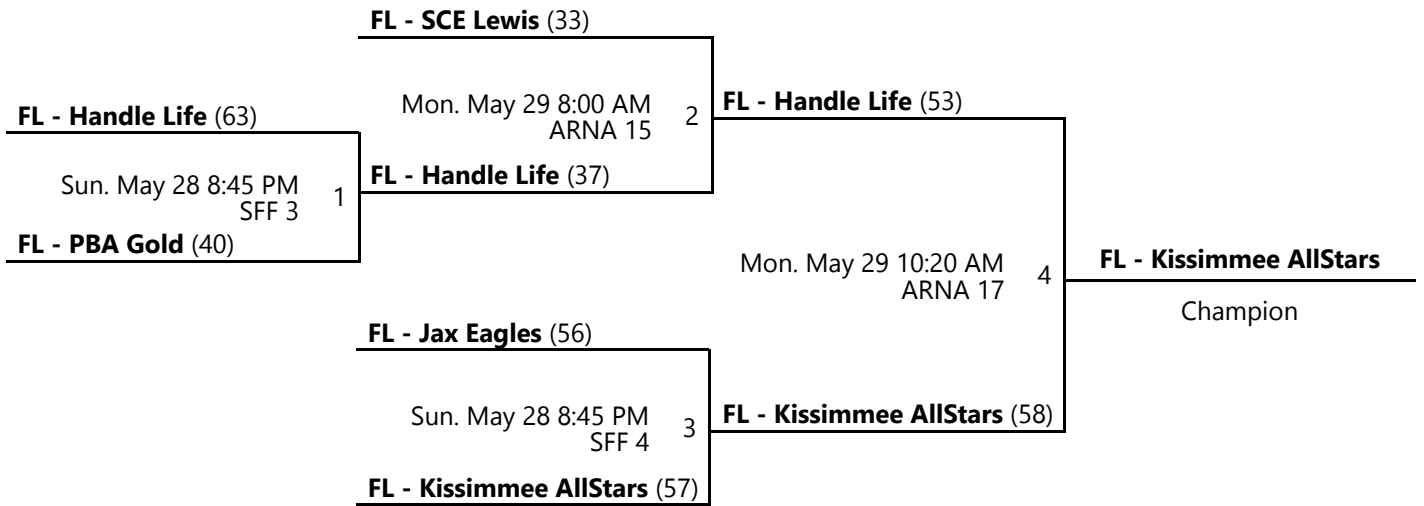 FL - SCE Lewis (33)
FL - Handle Life (63)
Mon. May 29 8:00 AM
ARNA 15
2
FL - Handle Life (53)
Sun. May 28 8:45 PM
SFF 3
1
FL - Handle Life (37)
FL - PBA Gold (40)
Mon. May 29 10:20 AM
ARNA 17
4
FL - Kissimmee AllStars
Champion
FL - Jax Eagles (56)
Sun. May 28 8:45 PM
SFF 4
3
FL - Kissimmee AllStars (58)
FL - Kissimmee AllStars (57)